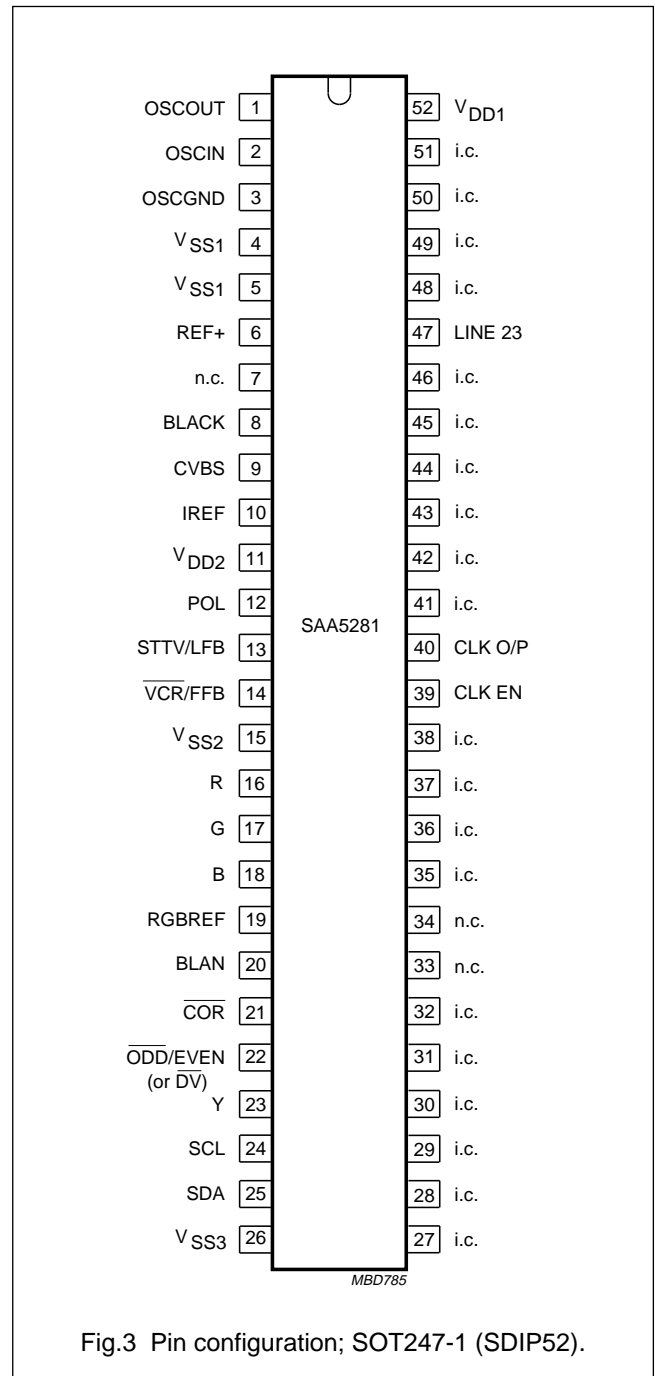 OSCOUT 1 52 VDD1
OSCIN 2 51 i.c.
OSCGND 3 50 i.c.
VSS1 4 49 i.c.
VSS1 5 48 i.c.
REF+ 6 47 LINE 23
n.c. 7 46 i.c.
BLACK 8 45 i.c.
CVBS 9 44 i.c.
IREF 10 43 i.c.
VDD2 11 42 i.c.
POL 12 41 i.c.
SAA5281
STTV/LFB 13 40 CLK O/P
V̅C̅R̅/FFB 14 39 CLK EN
VSS2 15 38 i.c.
R 16 37 i.c.
G 17 36 i.c.
B 18 35 i.c.
RGBREF 19 34 n.c.
BLAN 20 33 n.c.
C̅O̅R̅ 21 32 i.c.
O̅D̅D̅/EVEN 22 31 i.c.
(or D̅V̅)
Y 23 30 i.c.
SCL 24 29 i.c.
SDA 25 28 i.c.
VSS3 26 27 i.c.
MBD785
Fig.3 Pin configuration; SOT247-1 (SDIP52).